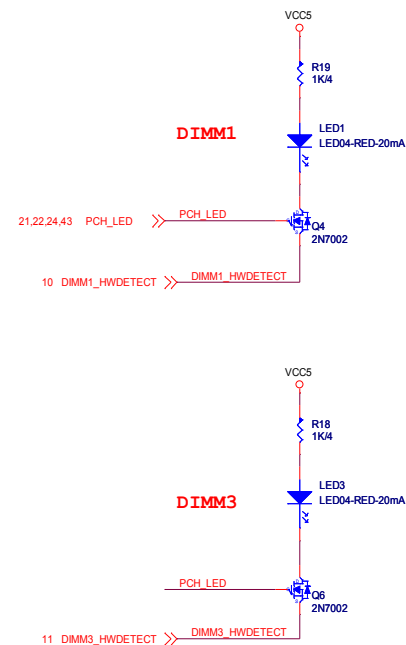 VCC5
R19
1K/4
DIMM1
LED1
LED04-RED-20mA
21,22,24,43 PCH_LED
PCH_LED
Q4
2N7002
10 DIMM1_HWDETECT
DIMM1_HWDETECT
VCC5
R18
1K/4
DIMM3
LED3
LED04-RED-20mA
PCH_LED
Q6
2N7002
11 DIMM3_HWDETECT
DIMM3_HWDETECT